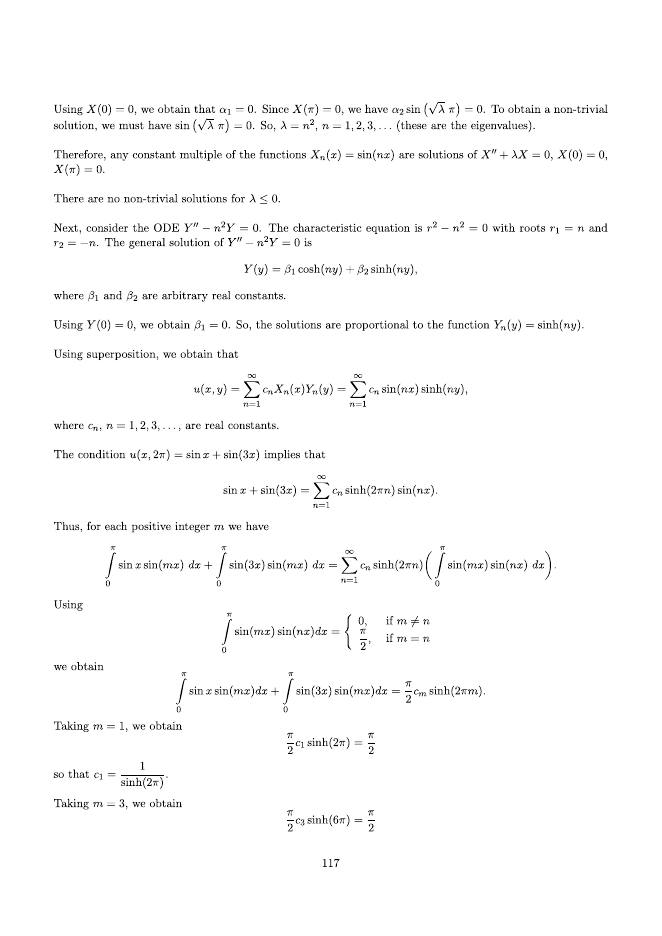 Using X(0) = 0, we obtain that α₁ = 0. Since X(π) = 0, we have α₂ sin (√λ π) = 0. To obtain a non-trivial
solution, we must have sin (√λ π) = 0. So, λ = n², n = 1, 2, 3, . . . (these are the eigenvalues).
Therefore, any constant multiple of the functions Xₙ(x) = sin(nx) are solutions of X″ + λX = 0, X(0) = 0,
X(π) = 0.
There are no non-trivial solutions for λ ≤ 0.
Next, consider the ODE Y″ − n²Y = 0. The characteristic equation is r² − n² = 0 with roots r₁ = n and
r₂ = −n. The general solution of Y″ − n²Y = 0 is
Y(y) = β₁ cosh(ny) + β₂ sinh(ny),
where β₁ and β₂ are arbitrary real constants.
Using Y(0) = 0, we obtain β₁ = 0. So, the solutions are proportional to the function Yₙ(y) = sinh(ny).
Using superposition, we obtain that
u(x, y) = ∑_{n=1}^{∞} cₙXₙ(x)Yₙ(y) = ∑_{n=1}^{∞} cₙ sin(nx) sinh(ny),
where cₙ, n = 1, 2, 3, . . . , are real constants.
The condition u(x, 2π) = sin x + sin(3x) implies that
sin x + sin(3x) = ∑_{n=1}^{∞} cₙ sinh(2πn) sin(nx).
Thus, for each positive integer m we have
∫_0^π sin x sin(mx) dx + ∫_0^π sin(3x) sin(mx) dx = ∑_{n=1}^{∞} cₙ sinh(2πn) ( ∫_0^π sin(mx) sin(nx) dx ).
Using
∫_0^π sin(mx) sin(nx)dx = { 0, if m ≠ n
π/2, if m = n
we obtain
∫_0^π sin x sin(mx)dx + ∫_0^π sin(3x) sin(mx)dx = π/2 cₘ sinh(2πm).
Taking m = 1, we obtain
π/2 c₁ sinh(2π) = π/2
so that c₁ = 1/sinh(2π).
Taking m = 3, we obtain
π/2 c₃ sinh(6π) = π/2
117